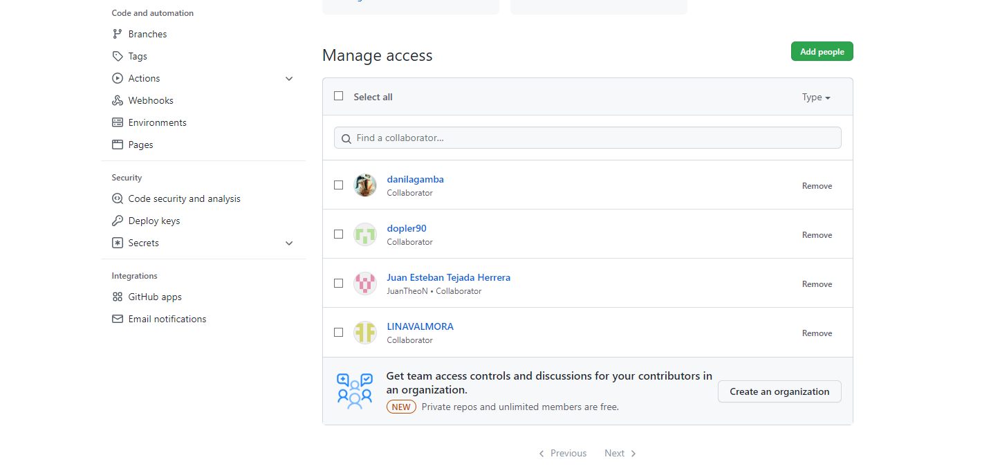 Code and automation
Branches
Tags
Actions
Webhooks
Environments
Pages
Security
Code security and analysis
Deploy keys
Secrets
Integrations
GitHub apps
Email notifications
Manage access
Add people
Select all
Type
Find a collaborator...
danilagamba
Collaborator
Remove
dopler90
Collaborator
Remove
Juan Esteban Tejada Herrera
JuanTheoN • Collaborator
Remove
LINAVALMORA
Collaborator
Remove
Get team access controls and discussions for your contributors in
an organization.
NEW Private repos and unlimited members are free.
Create an organization
Previous Next